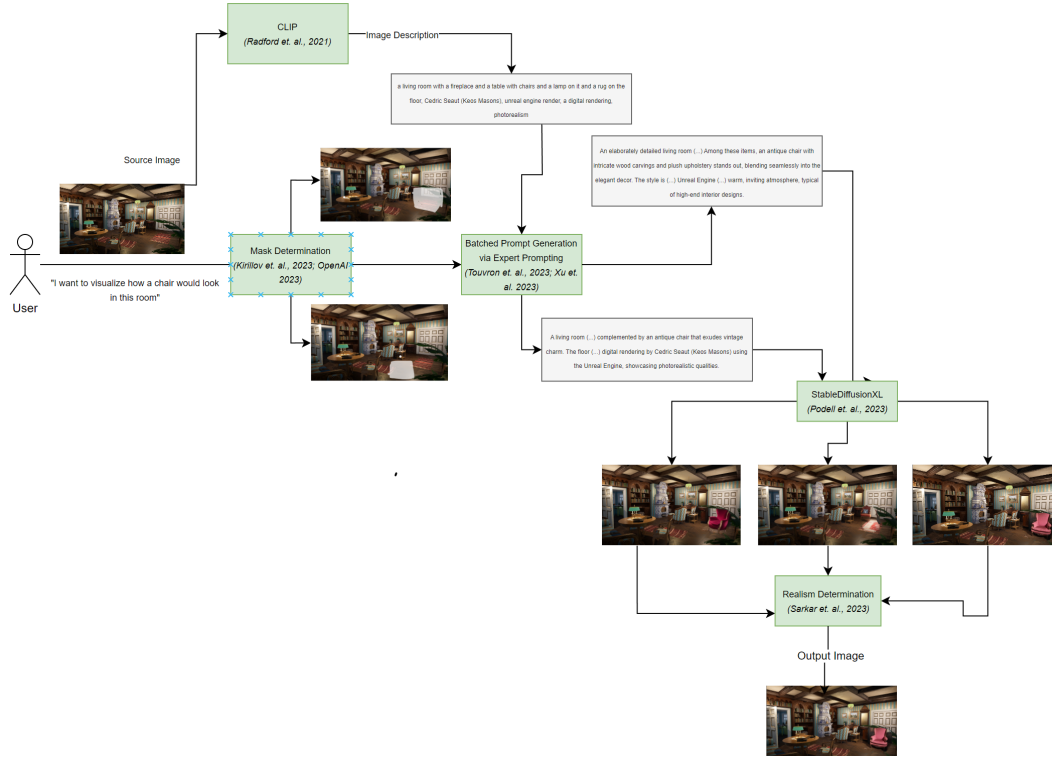 CLIP
(Radford et. al., 2021)
Image Description
a living room with a fireplace and a table with chairs and a lamp on it and a rug on the
floor, Cedric Seaut (Keos Masons), unreal engine render, a digital rendering,
photorealism
Source Image
An elaborately detailed living room (...) Among these items, an antique chair with
intricate wood carvings and plush upholstery stands out, blending seamlessly into the
elegant decor. The style is (...) Unreal Engine (...) warm, inviting atmosphere, typical
of high-end interior designs.
User
"I want to visualize how a chair would look
in this room"
Mask Determination
(Kirillov et. al., 2023; OpenAI
2023)
Batched Prompt Generation
via Expert Prompting
(Touvron et. al., 2023; Xu et.
al. 2023)
A living room (...) complemented by an antique chair that exudes vintage
charm. The floor (...) digital rendering by Cedric Seaut (Keos Masons) using
the Unreal Engine, showcasing photorealistic qualities.
StableDiffusionXL
(Podell et. al., 2023)
Realism Determination
(Sarkar et. al., 2023)
Output Image